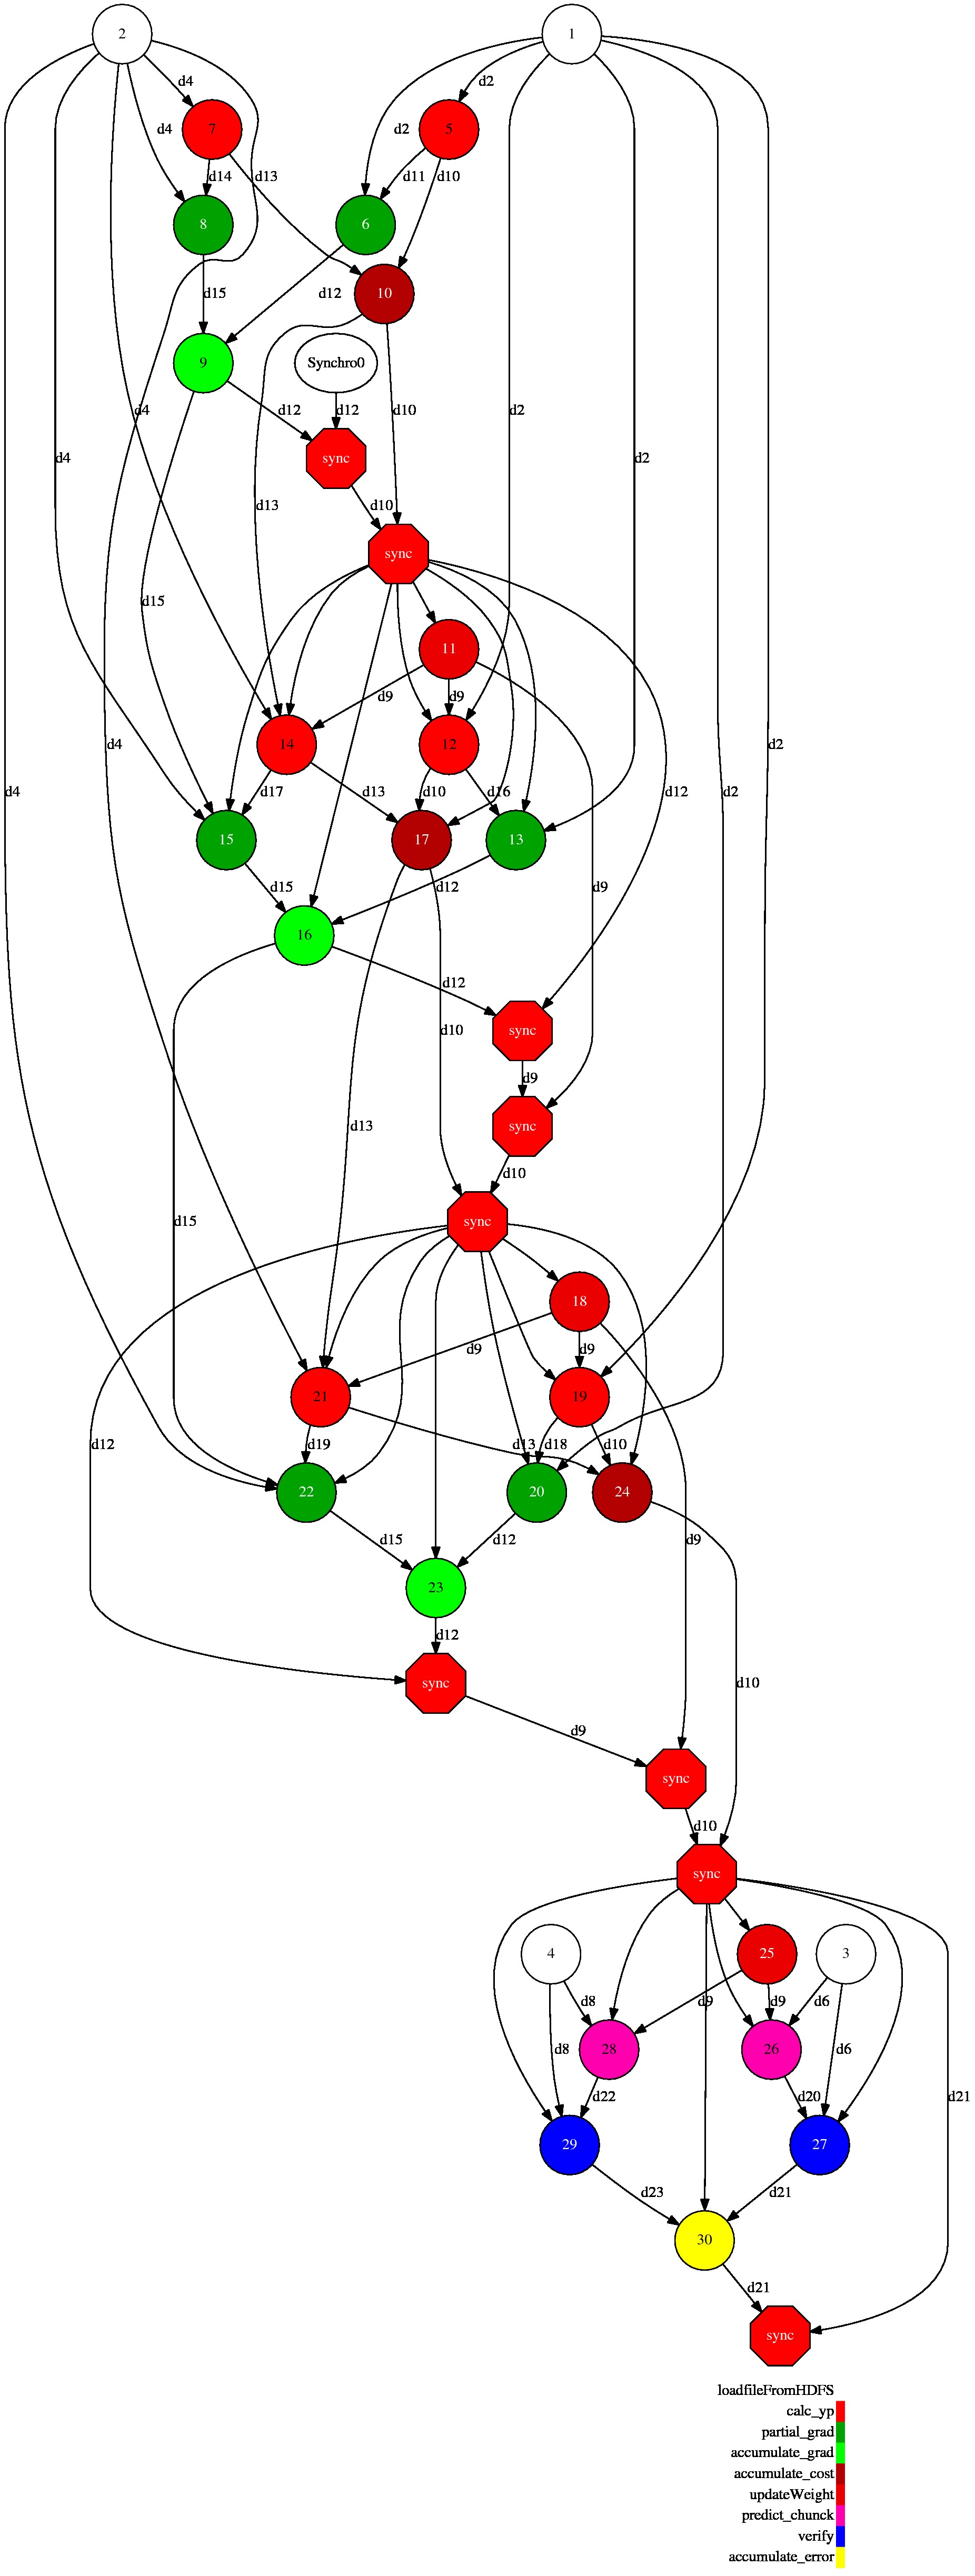 2
1
d4
d2
7
5
d4
d2
d14
d13
d11
d10
8
6
d15
d12
10
9
Synchro0
d4
d12
d12
d10
d2
d4
sync
d2
d13
d10
sync
d15
11
d9
d9
14
12
d4
d4
d17
d13
d10
d16
d12
d2
d2
15
17
13
d15
d12
d9
16
d12
sync
d10
d9
d13
sync
d10
d15
sync
18
d9
d9
21
19
d12
d19
d13
d18
d10
22
20
24
d15
d12
d9
23
d12
sync
d10
d9
sync
d10
sync
4
25
3
d8
d9
d9
d6
d8
28
26
d6
d22
d20
d21
29
27
d23
d21
30
d21
sync
loadfileFromHDFS
calc_yp
partial_grad
accumulate_grad
accumulate_cost
updateWeight
predict_chunck
verify
accumulate_error